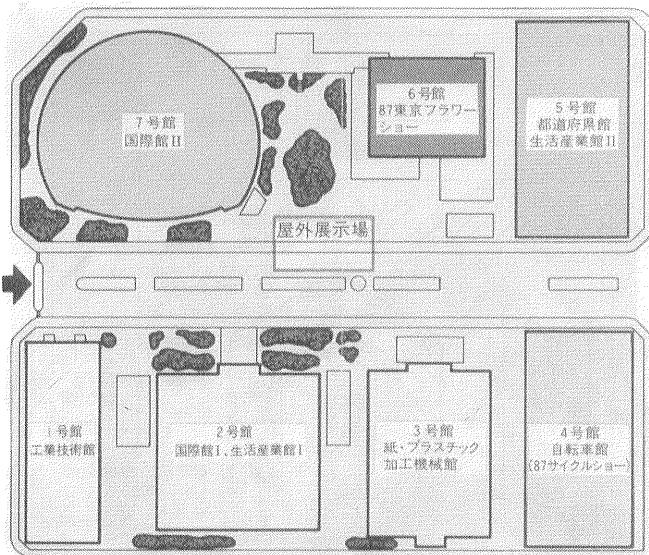 7号館
国際館II
6号館
87東京フラワー
ショー
5号館
都道府県館
生活産業館II
屋外展示場
1号館
工業技術館
2号館
国際館I、生活産業館I
3号館
紙・プラスチック
加工機械館
4号館
自転車館
(87サイクルショー)